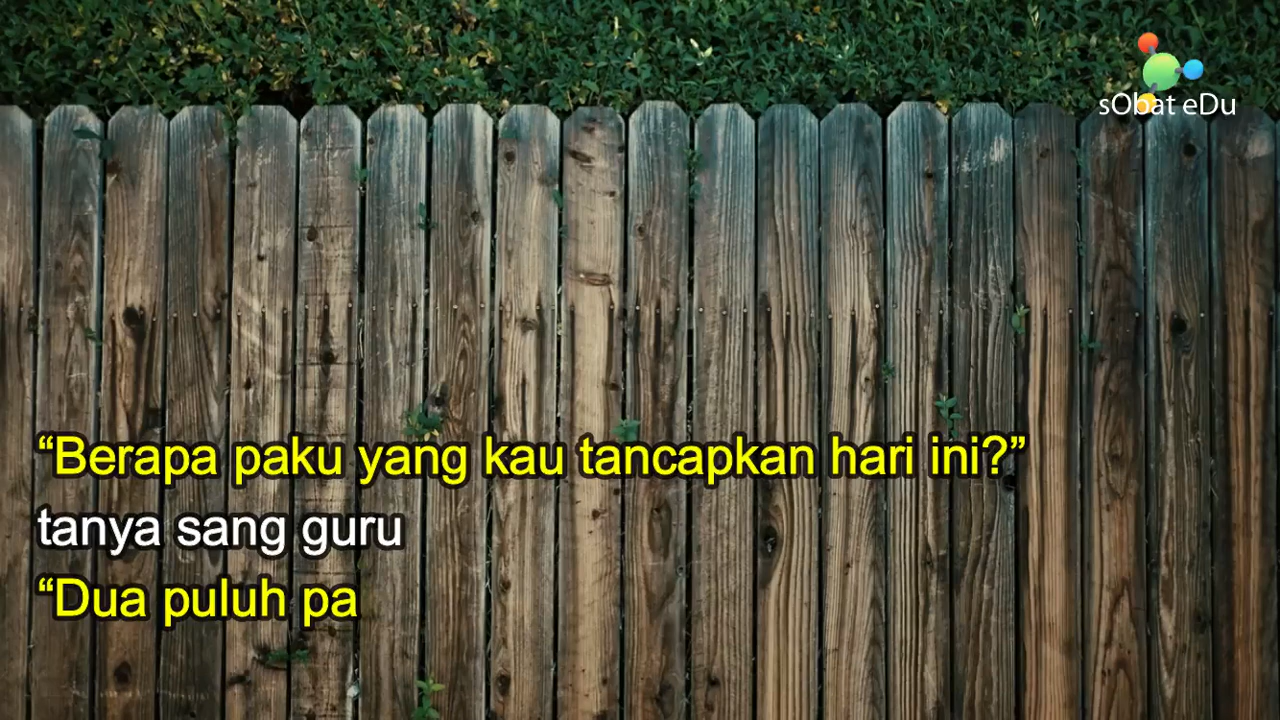 sObat eDu
“Berapa paku yang kau tancapkan hari ini?”
tanya sang guru
“Dua puluh pa